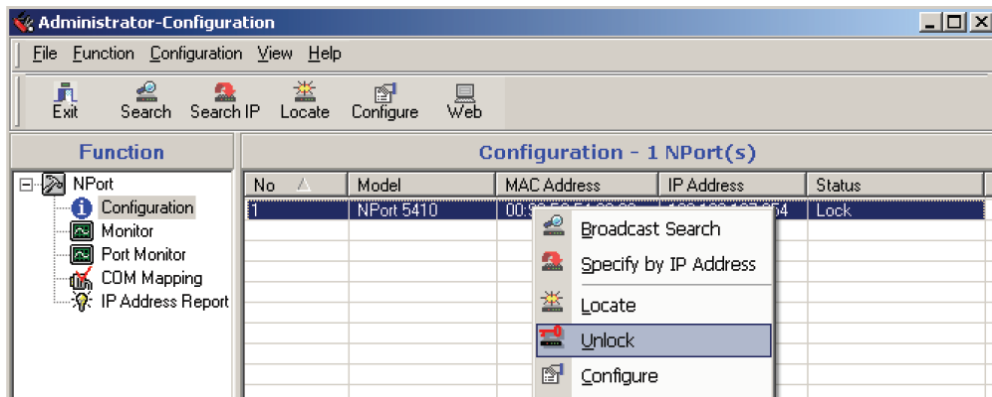 Administrator-Configuration
File Function Configuration View Help
Exit Search Search IP Locate Configure Web
Function
Configuration - 1 NPort(s)
NPort
Configuration
Monitor
Port Monitor
COM Mapping
IP Address Report
No Model MAC Address IP Address Status
1 NPort 5410 Lock
Broadcast Search
Specify by IP Address
Locate
Unlock
Configure